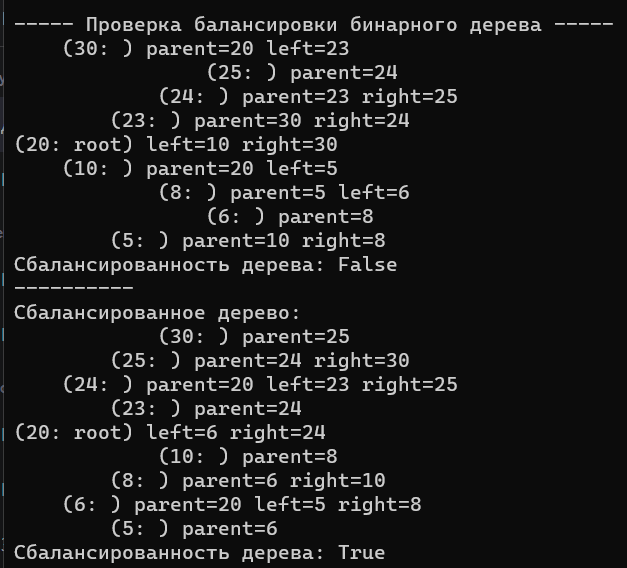 ----- Проверка балансировки бинарного дерева -----
    (30: ) parent=20 left=23
                (25: ) parent=24
            (24: ) parent=23 right=25
        (23: ) parent=30 right=24
(20: root) left=10 right=30
    (10: ) parent=20 left=5
            (8: ) parent=5 left=6
                (6: ) parent=8
        (5: ) parent=10 right=8
Сбалансированность дерева: False
----------
Сбалансированное дерево:
            (30: ) parent=25
        (25: ) parent=24 right=30
    (24: ) parent=20 left=23 right=25
        (23: ) parent=24
(20: root) left=6 right=24
            (10: ) parent=8
        (8: ) parent=6 right=10
    (6: ) parent=20 left=5 right=8
        (5: ) parent=6
Сбалансированность дерева: True